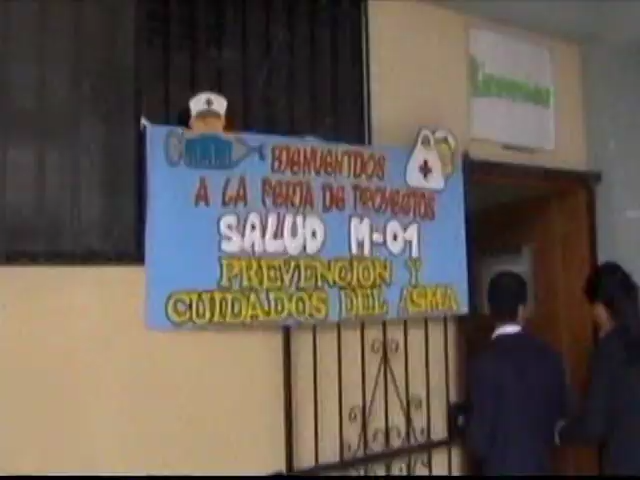 BIENVENIDOS
A LA FERIA DE PROYECTOS
SALUD M-01
PREVENCION Y
CUIDADOS DEL ASMA